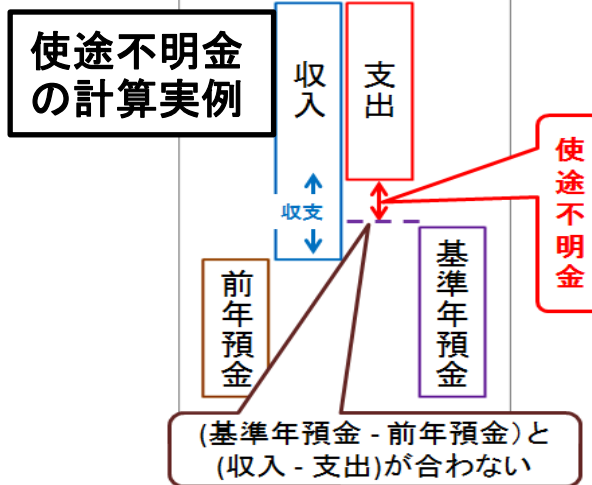 使途不明金
の計算実例
収入
支出
収支
使途不明金
前年預金
基準年預金
(基準年預金 - 前年預金)と
(収入 - 支出)が合わない